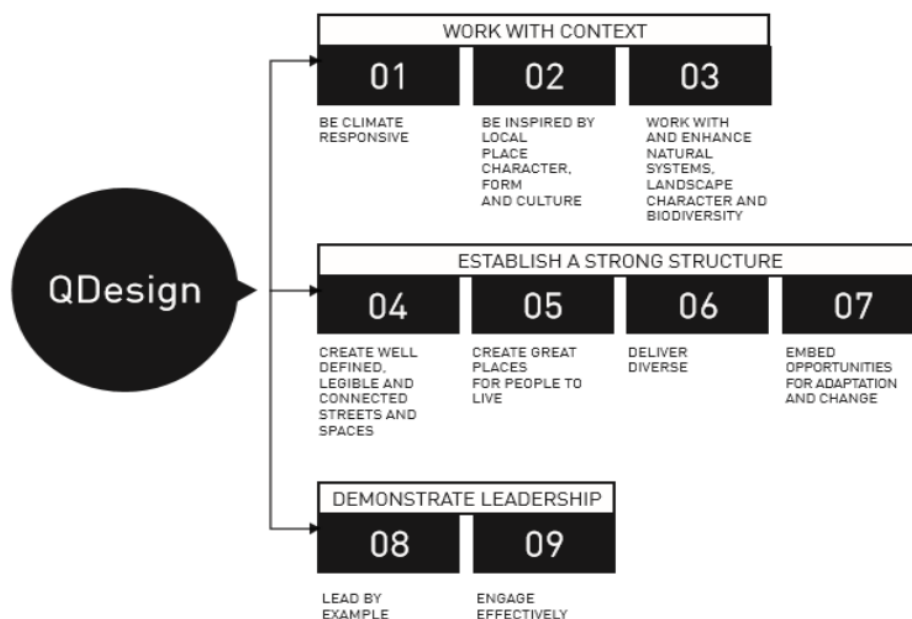 QDesign
WORK WITH CONTEXT
01
BE CLIMATE
RESPONSIVE
02
BE INSPIRED BY
LOCAL
PLACE
CHARACTER,
FORM
AND CULTURE
03
WORK WITH
AND ENHANCE
NATURAL
SYSTEMS,
LANDSCAPE
CHARACTER AND
BIODIVERSITY
ESTABLISH A STRONG STRUCTURE
04
CREATE WELL
DEFINED,
LEGIBLE AND
CONNECTED
STREETS AND
SPACES
05
CREATE GREAT
PLACES
FOR PEOPLE TO
LIVE
06
DELIVER
DIVERSE
07
EMBED
OPPORTUNITIES
FOR ADAPTATION
AND CHANGE
DEMONSTRATE LEADERSHIP
08
LEAD BY
EXAMPLE
09
ENGAGE
EFFECTIVELY